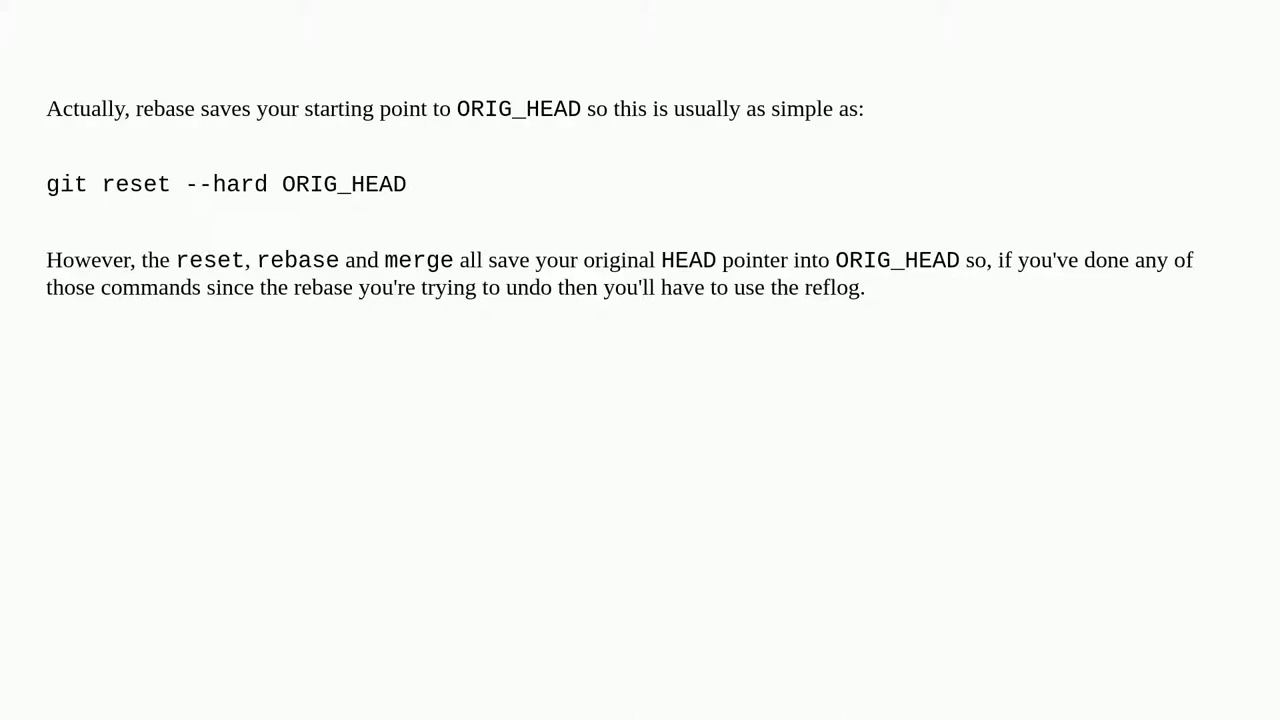 Actually, rebase saves your starting point to ORIG_HEAD so this is usually as simple as:
git reset --hard ORIG_HEAD
However, the reset, rebase and merge all save your original HEAD pointer into ORIG_HEAD so, if you've done any of
those commands since the rebase you're trying to undo then you'll have to use the reflog.